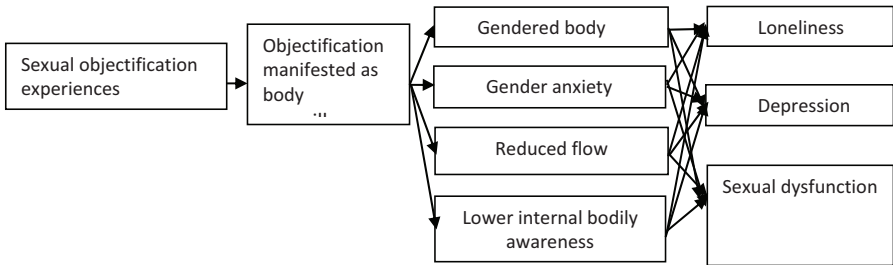 Sexual objectification
experiences
Objectification
manifested as
body
Gendered body
Gender anxiety
Reduced flow
Lower internal bodily
awareness
Loneliness
Depression
Sexual dysfunction